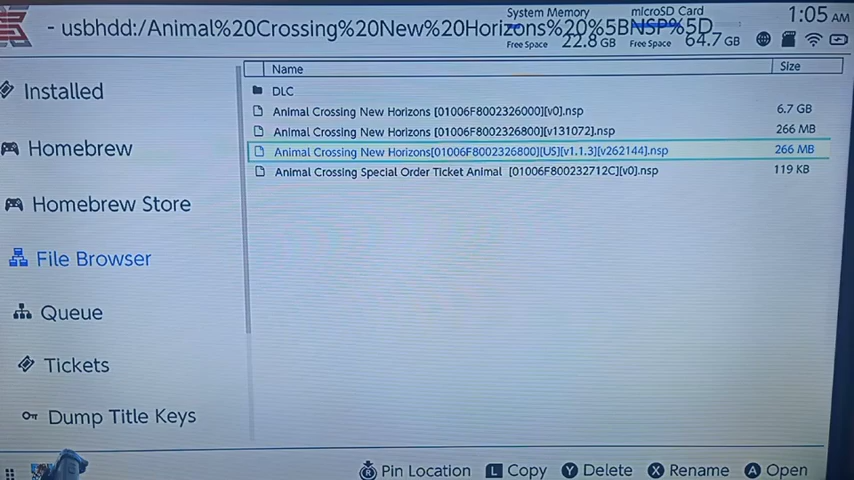 System Memory
microSD Card
1:05 AM
- usbhdd:/Animal%20Crossing%20New%20Horizons%20%5BNSP%5D
Free Space 22.8 GB
Free Space 64.7 GB
Name
Size
Installed
Homebrew
Homebrew Store
File Browser
Queue
Tickets
Dump Title Keys
DLC
Animal Crossing New Horizons [01006F8002326000][v0].nsp 6.7 GB
Animal Crossing New Horizons [01006F8002326800][v131072].nsp 266 MB
Animal Crossing New Horizons[01006F8002326800][US][v1.1.3][v262144].nsp 266 MB
Animal Crossing Special Order Ticket Animal [01006F800232712C][v0].nsp 119 KB
R Pin Location L Copy Y Delete X Rename A Open